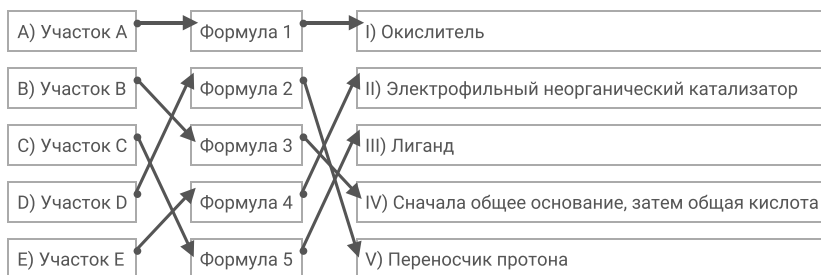 A) Участок A Формула 1 I) Окислитель
B) Участок B Формула 2 II) Электрофильный неорганический катализатор
C) Участок C Формула 3 III) Лиганд
D) Участок D Формула 4 IV) Сначала общее основание, затем общая кислота
E) Участок E Формула 5 V) Переносчик протона